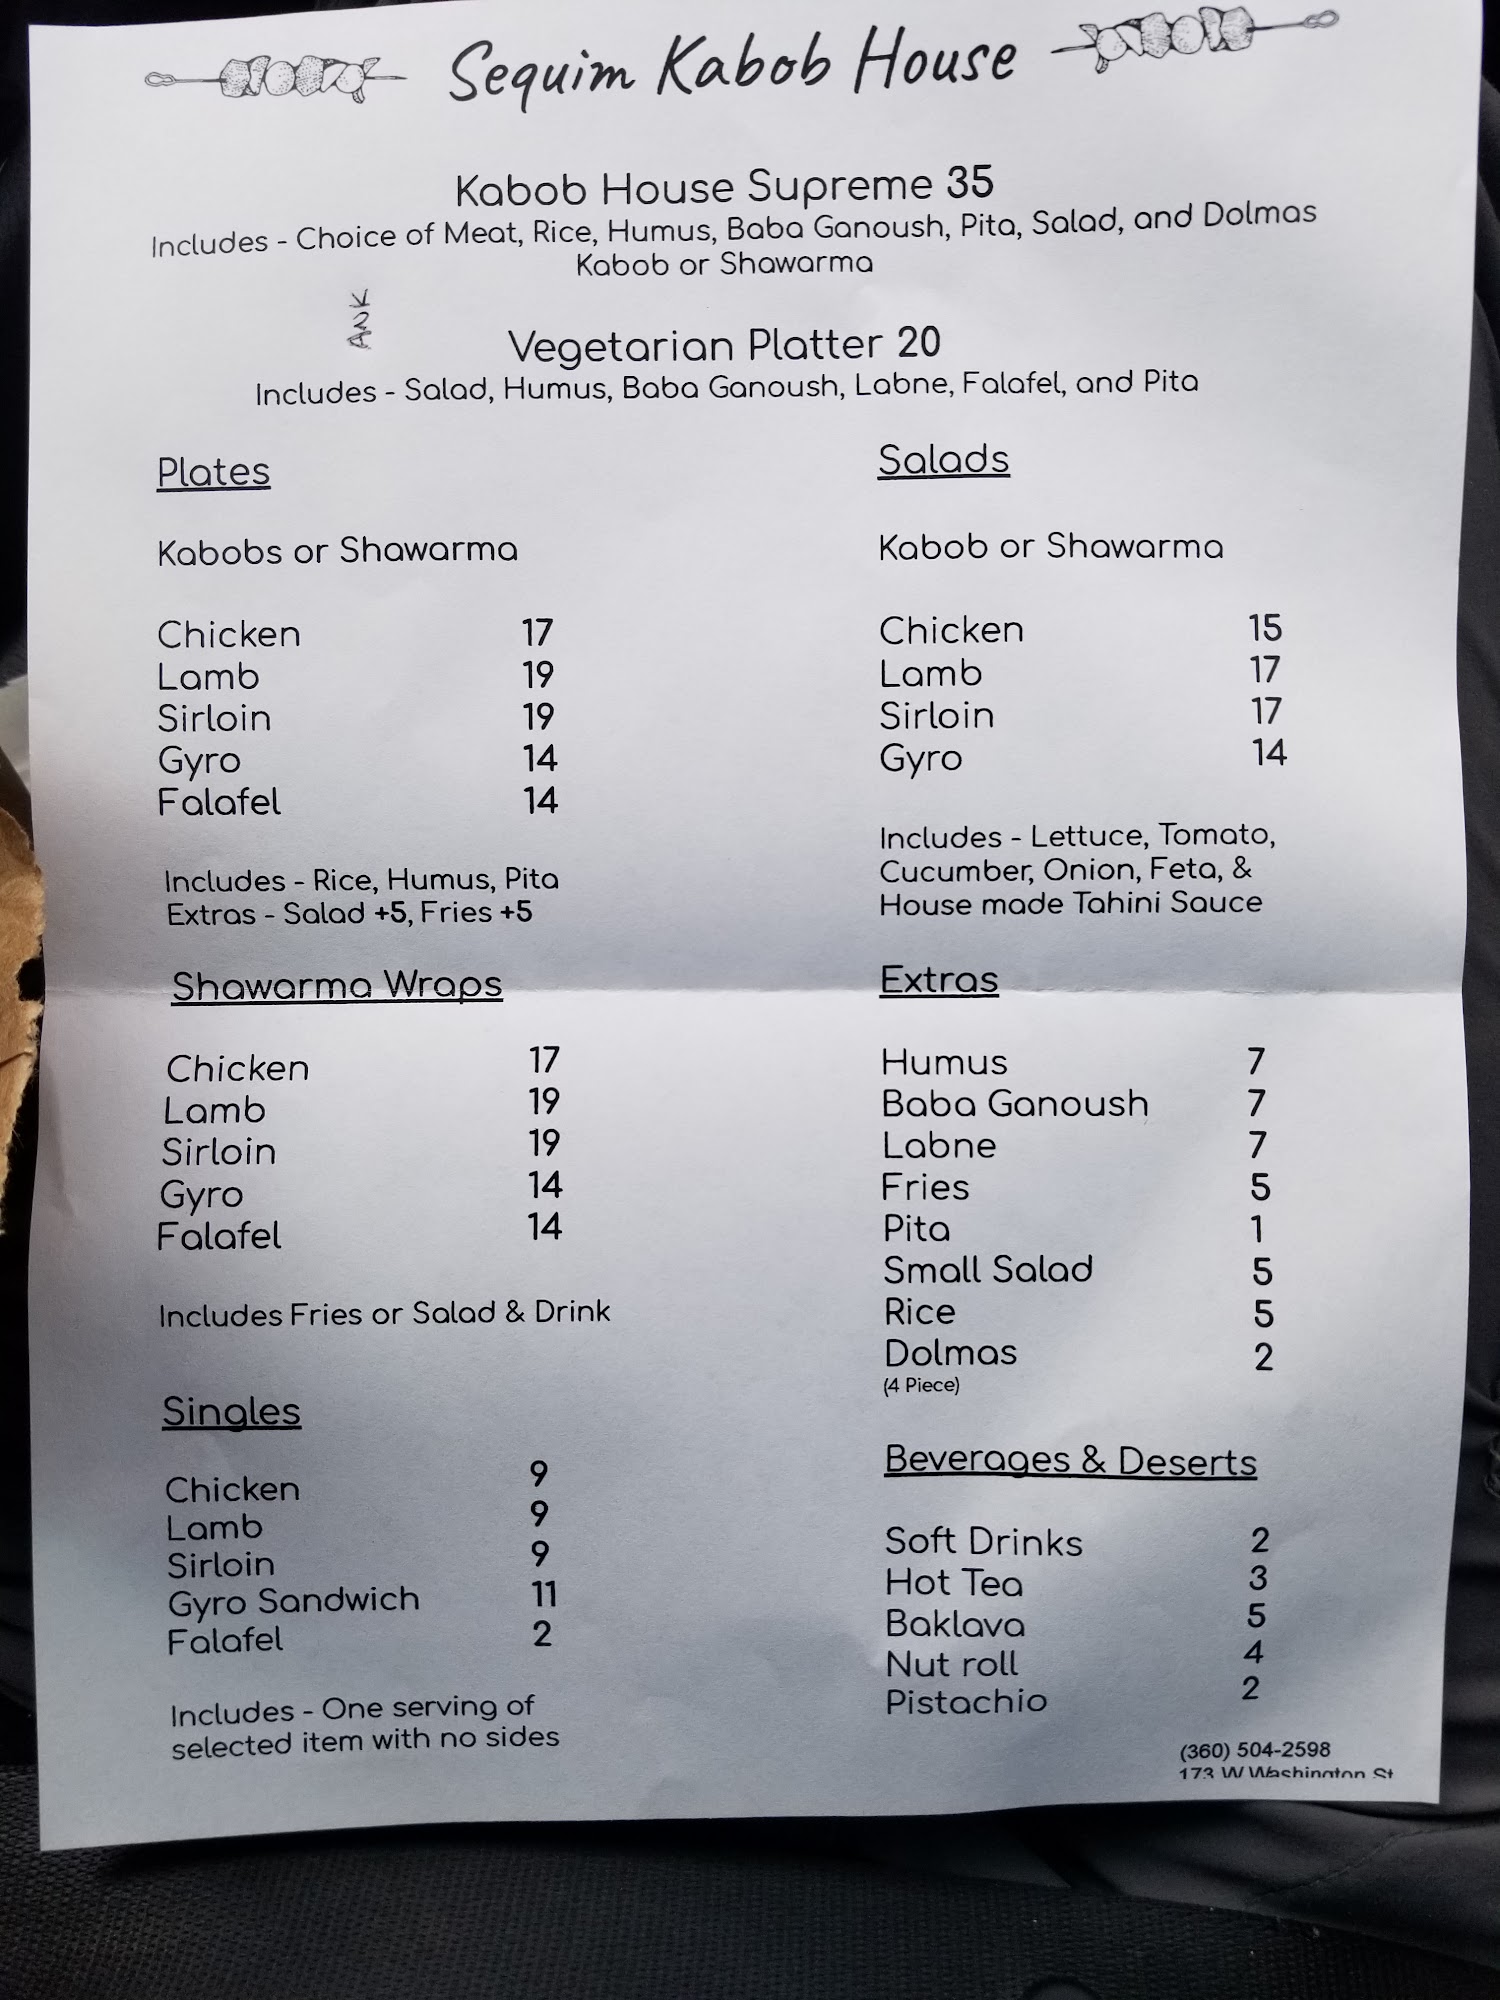 Sequim Kabob House
Kabob House Supreme 35
Includes - Choice of Meat, Rice, Humus, Baba Ganoush, Pita, Salad, and Dolmas
Kabob or Shawarma
Vegetarian Platter 20
Includes - Salad, Humus, Baba Ganoush, Labne, Falafel, and Pita
Plates
Kabobs or Shawarma
Chicken 17
Lamb 19
Sirloin 19
Gyro 14
Falafel 14
Includes - Rice, Humus, Pita
Extras - Salad +5, Fries +5
Shawarma Wraps
Chicken 17
Lamb 19
Sirloin 19
Gyro 14
Falafel 14
Includes Fries or Salad & Drink
Singles
Chicken 9
Lamb 9
Sirloin 9
Gyro Sandwich 11
Falafel 2
Includes - One serving of
selected item with no sides
Salads
Kabob or Shawarma
Chicken 15
Lamb 17
Sirloin 17
Gyro 14
Includes - Lettuce, Tomato,
Cucumber, Onion, Feta, &
House made Tahini Sauce
Extras
Humus 7
Baba Ganoush 7
Labne 7
Fries 5
Pita 1
Small Salad 5
Rice 5
Dolmas 2
(4 Piece)
Beverages & Deserts
Soft Drinks 2
Hot Tea 3
Baklava 5
Nut roll 4
Pistachio 2
(360) 504-2598
173 W Washington St